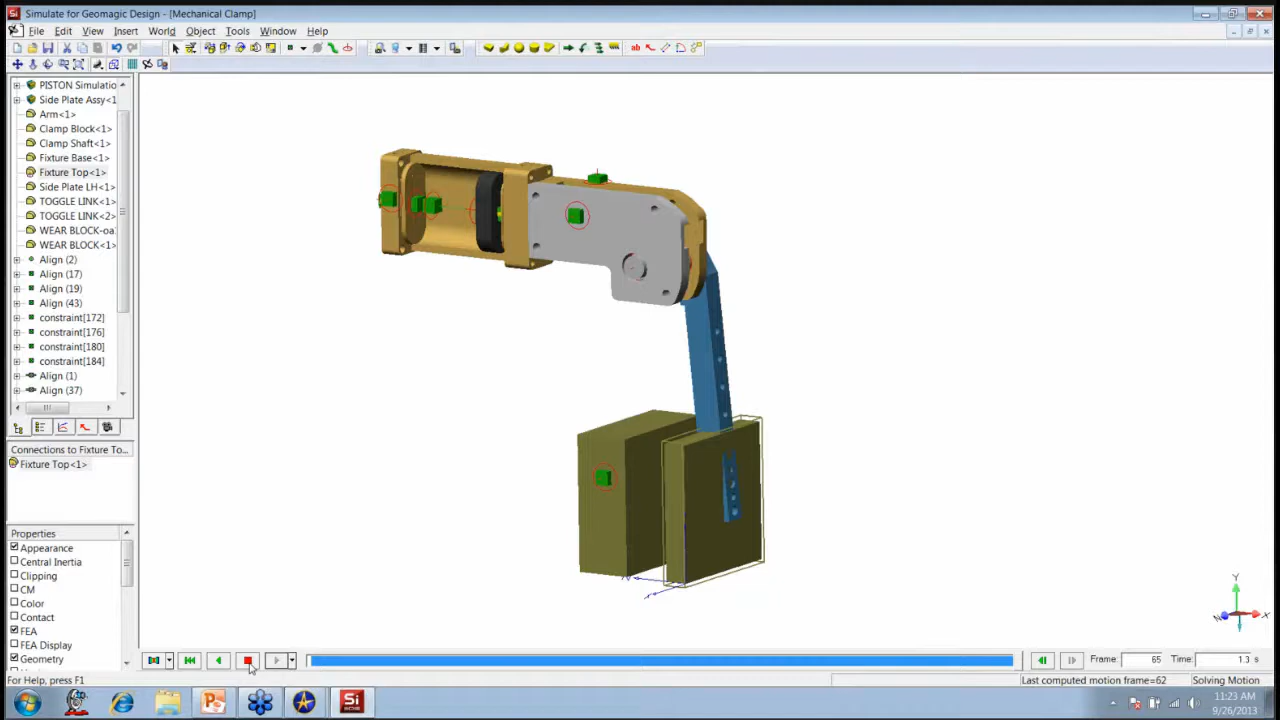 Si Simulate for Geomagic Design - [Mechanical Clamp]
File Edit View Insert World Object Tools Window Help
PISTON Simulatio
Side Plate Assy<1
Arm<1>
Clamp Block<1>
Clamp Shaft<1>
Fixture Base<1>
Fixture Top<1>
Side Plate LH<1>
TOGGLE LINK<1>
TOGGLE LINK<2>
WEAR BLOCK-oa
WEAR BLOCK<1>
Align (2)
Align (17)
Align (19)
Align (43)
constraint[172]
constraint[176]
constraint[180]
constraint[184]
Align (1)
Align (37)
Connections to Fixture To...
Fixture Top<1>
Properties
Appearance
Central Inertia
Clipping
CM
Color
Contact
FEA
FEA Display
Geometry
Y
X
Frame: 65 Time: 1.3 s
For Help, press F1
Last computed motion frame=62 Solving Motion
Si
11:23 AM
9/26/2013